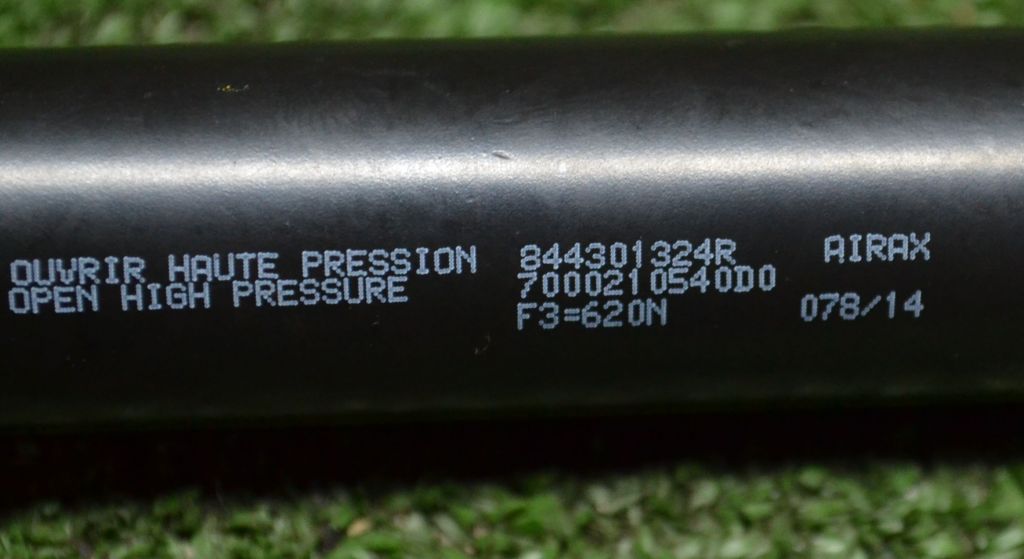 OUVRIR HAUTE PRESSION
OPEN HIGH PRESSURE
844301324R
7000210540D0
F3=620N
AIRAX
078/14